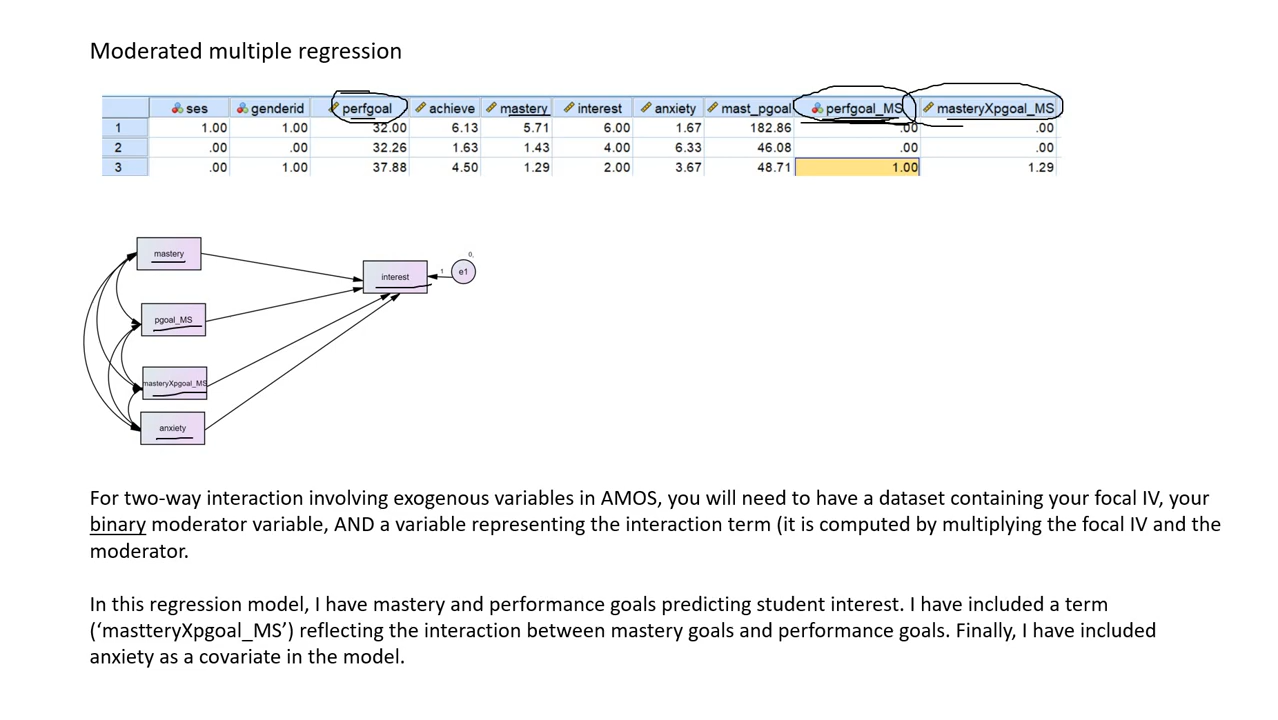 Moderated multiple regression
ses genderid perfgoal achieve mastery interest anxiety mast_pgoal perfgoal_MS masteryXpgoal_MS
1 1.00 1.00 32.00 6.13 5.71 6.00 1.67 182.86 .00 .00
2 .00 .00 32.26 1.63 1.43 4.00 6.33 46.08 .00 .00
3 .00 1.00 37.88 4.50 1.29 2.00 3.67 48.71 1.00 1.29
mastery
0,
interest
1
e1
pgoal_MS
masteryXpgoal_MS
anxiety
For two-way interaction involving exogenous variables in AMOS, you will need to have a dataset containing your focal IV, your
binary moderator variable, AND a variable representing the interaction term (it is computed by multiplying the focal IV and the
moderator.
In this regression model, I have mastery and performance goals predicting student interest. I have included a term
(‘mastteryXpgoal_MS’) reflecting the interaction between mastery goals and performance goals. Finally, I have included
anxiety as a covariate in the model.